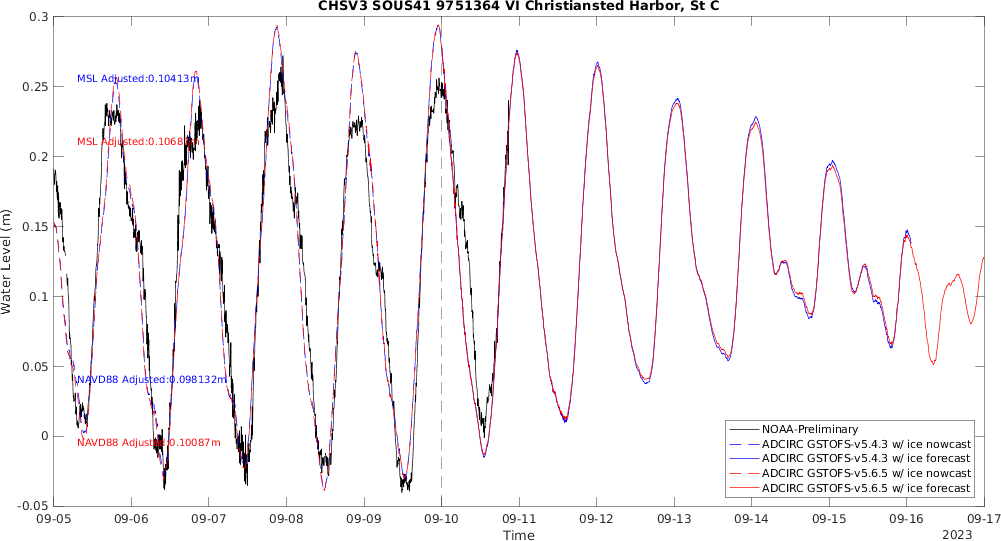 CHSV3 SOUS41 9751364 VI Christiansted Harbor, St C
0.3
0.25
0.2
0.15
0.1
0.05
0
-0.05
Water Level (m)
MSL Adjusted:0.10413m
MSL Adjusted:0.1068
NAVD88 Adjusted:0.098132m
NAVD88 Adjusted:0.10087m
NOAA-Preliminary
ADCIRC GSTOFS-v5.4.3 w/ ice nowcast
ADCIRC GSTOFS-v5.4.3 w/ ice forecast
ADCIRC GSTOFS-v5.6.5 w/ ice nowcast
ADCIRC GSTOFS-v5.6.5 w/ ice forecast
09-05 09-06 09-07 09-08 09-09 09-10 09-11 09-12 09-13 09-14 09-15 09-16 09-17
Time
2023